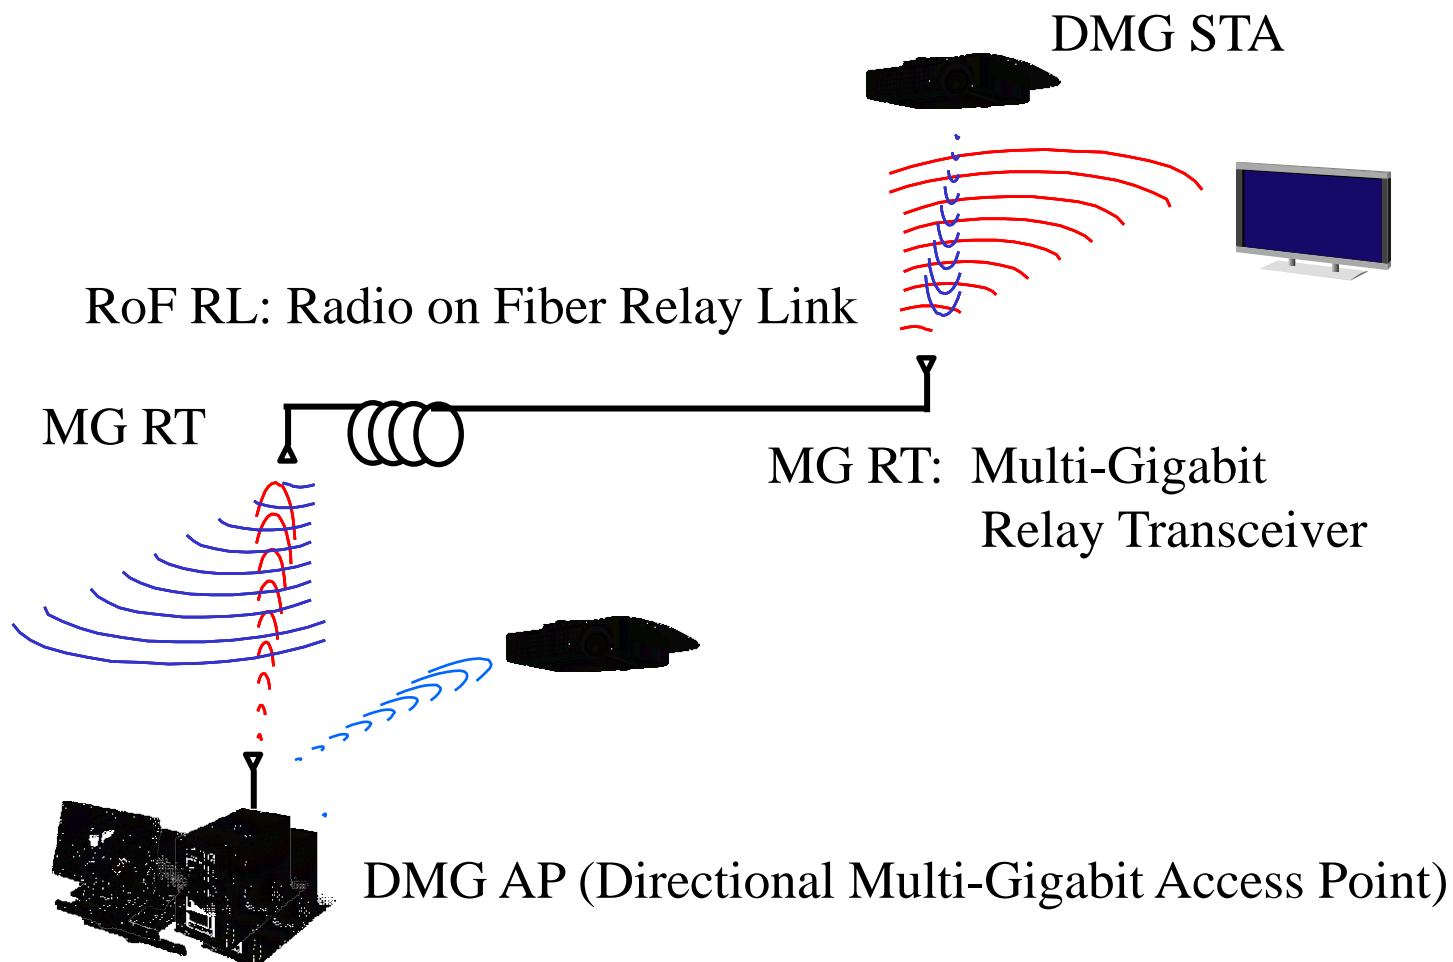 DMG STA
RoF RL: Radio on Fiber Relay Link
MG RT
MG RT:  Multi-Gigabit
Relay Transceiver
DMG AP (Directional Multi-Gigabit Access Point)